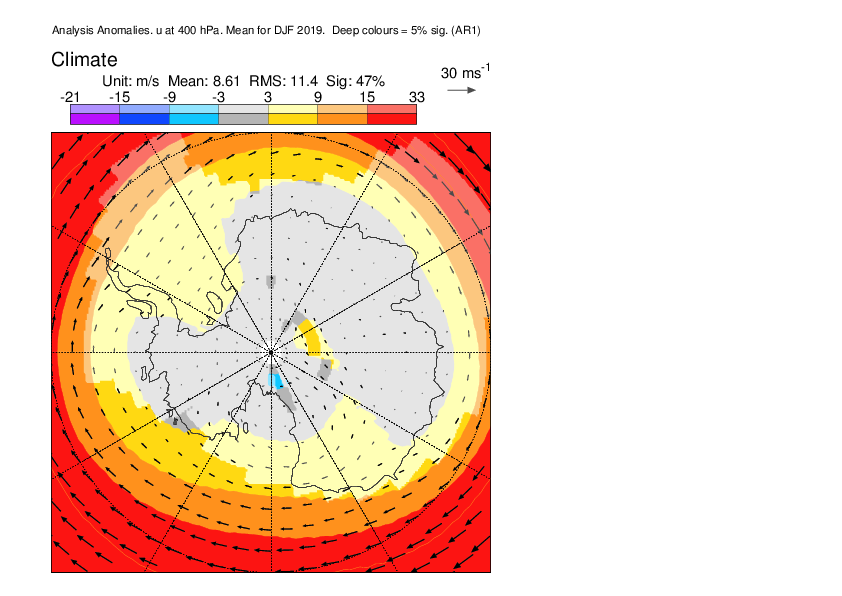 Analysis Anomalies. u at 400 hPa. Mean for DJF 2019.  Deep colours = 5% sig. (AR1)
Climate
30 ms-1
Unit: m/s  Mean: 8.61  RMS: 11.4  Sig: 47%
-21 -15 -9 -3 3 9 15 33